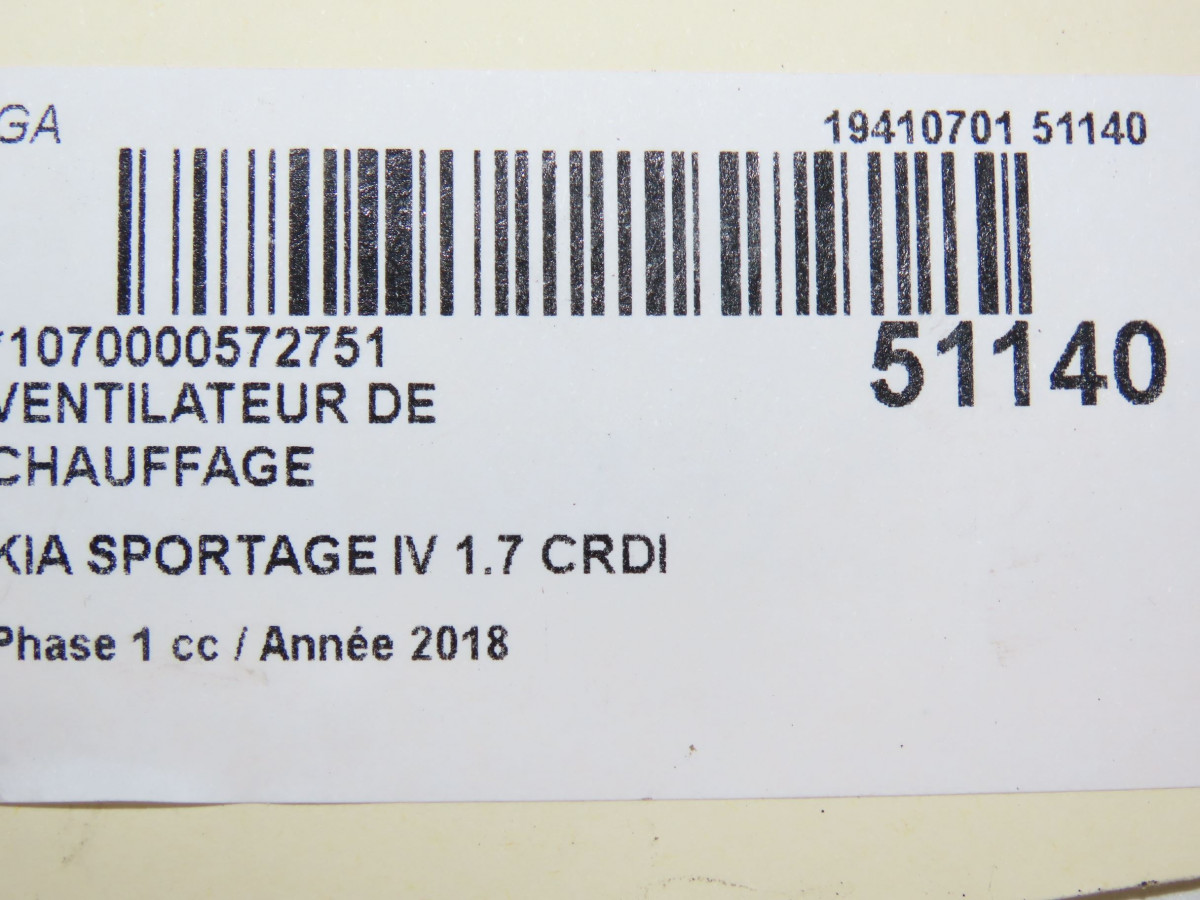 GA
19410701 51140
*1070000572751
51140
VENTILATEUR DE
CHAUFFAGE
KIA SPORTAGE IV 1.7 CRDI
Phase 1 cc / Année 2018